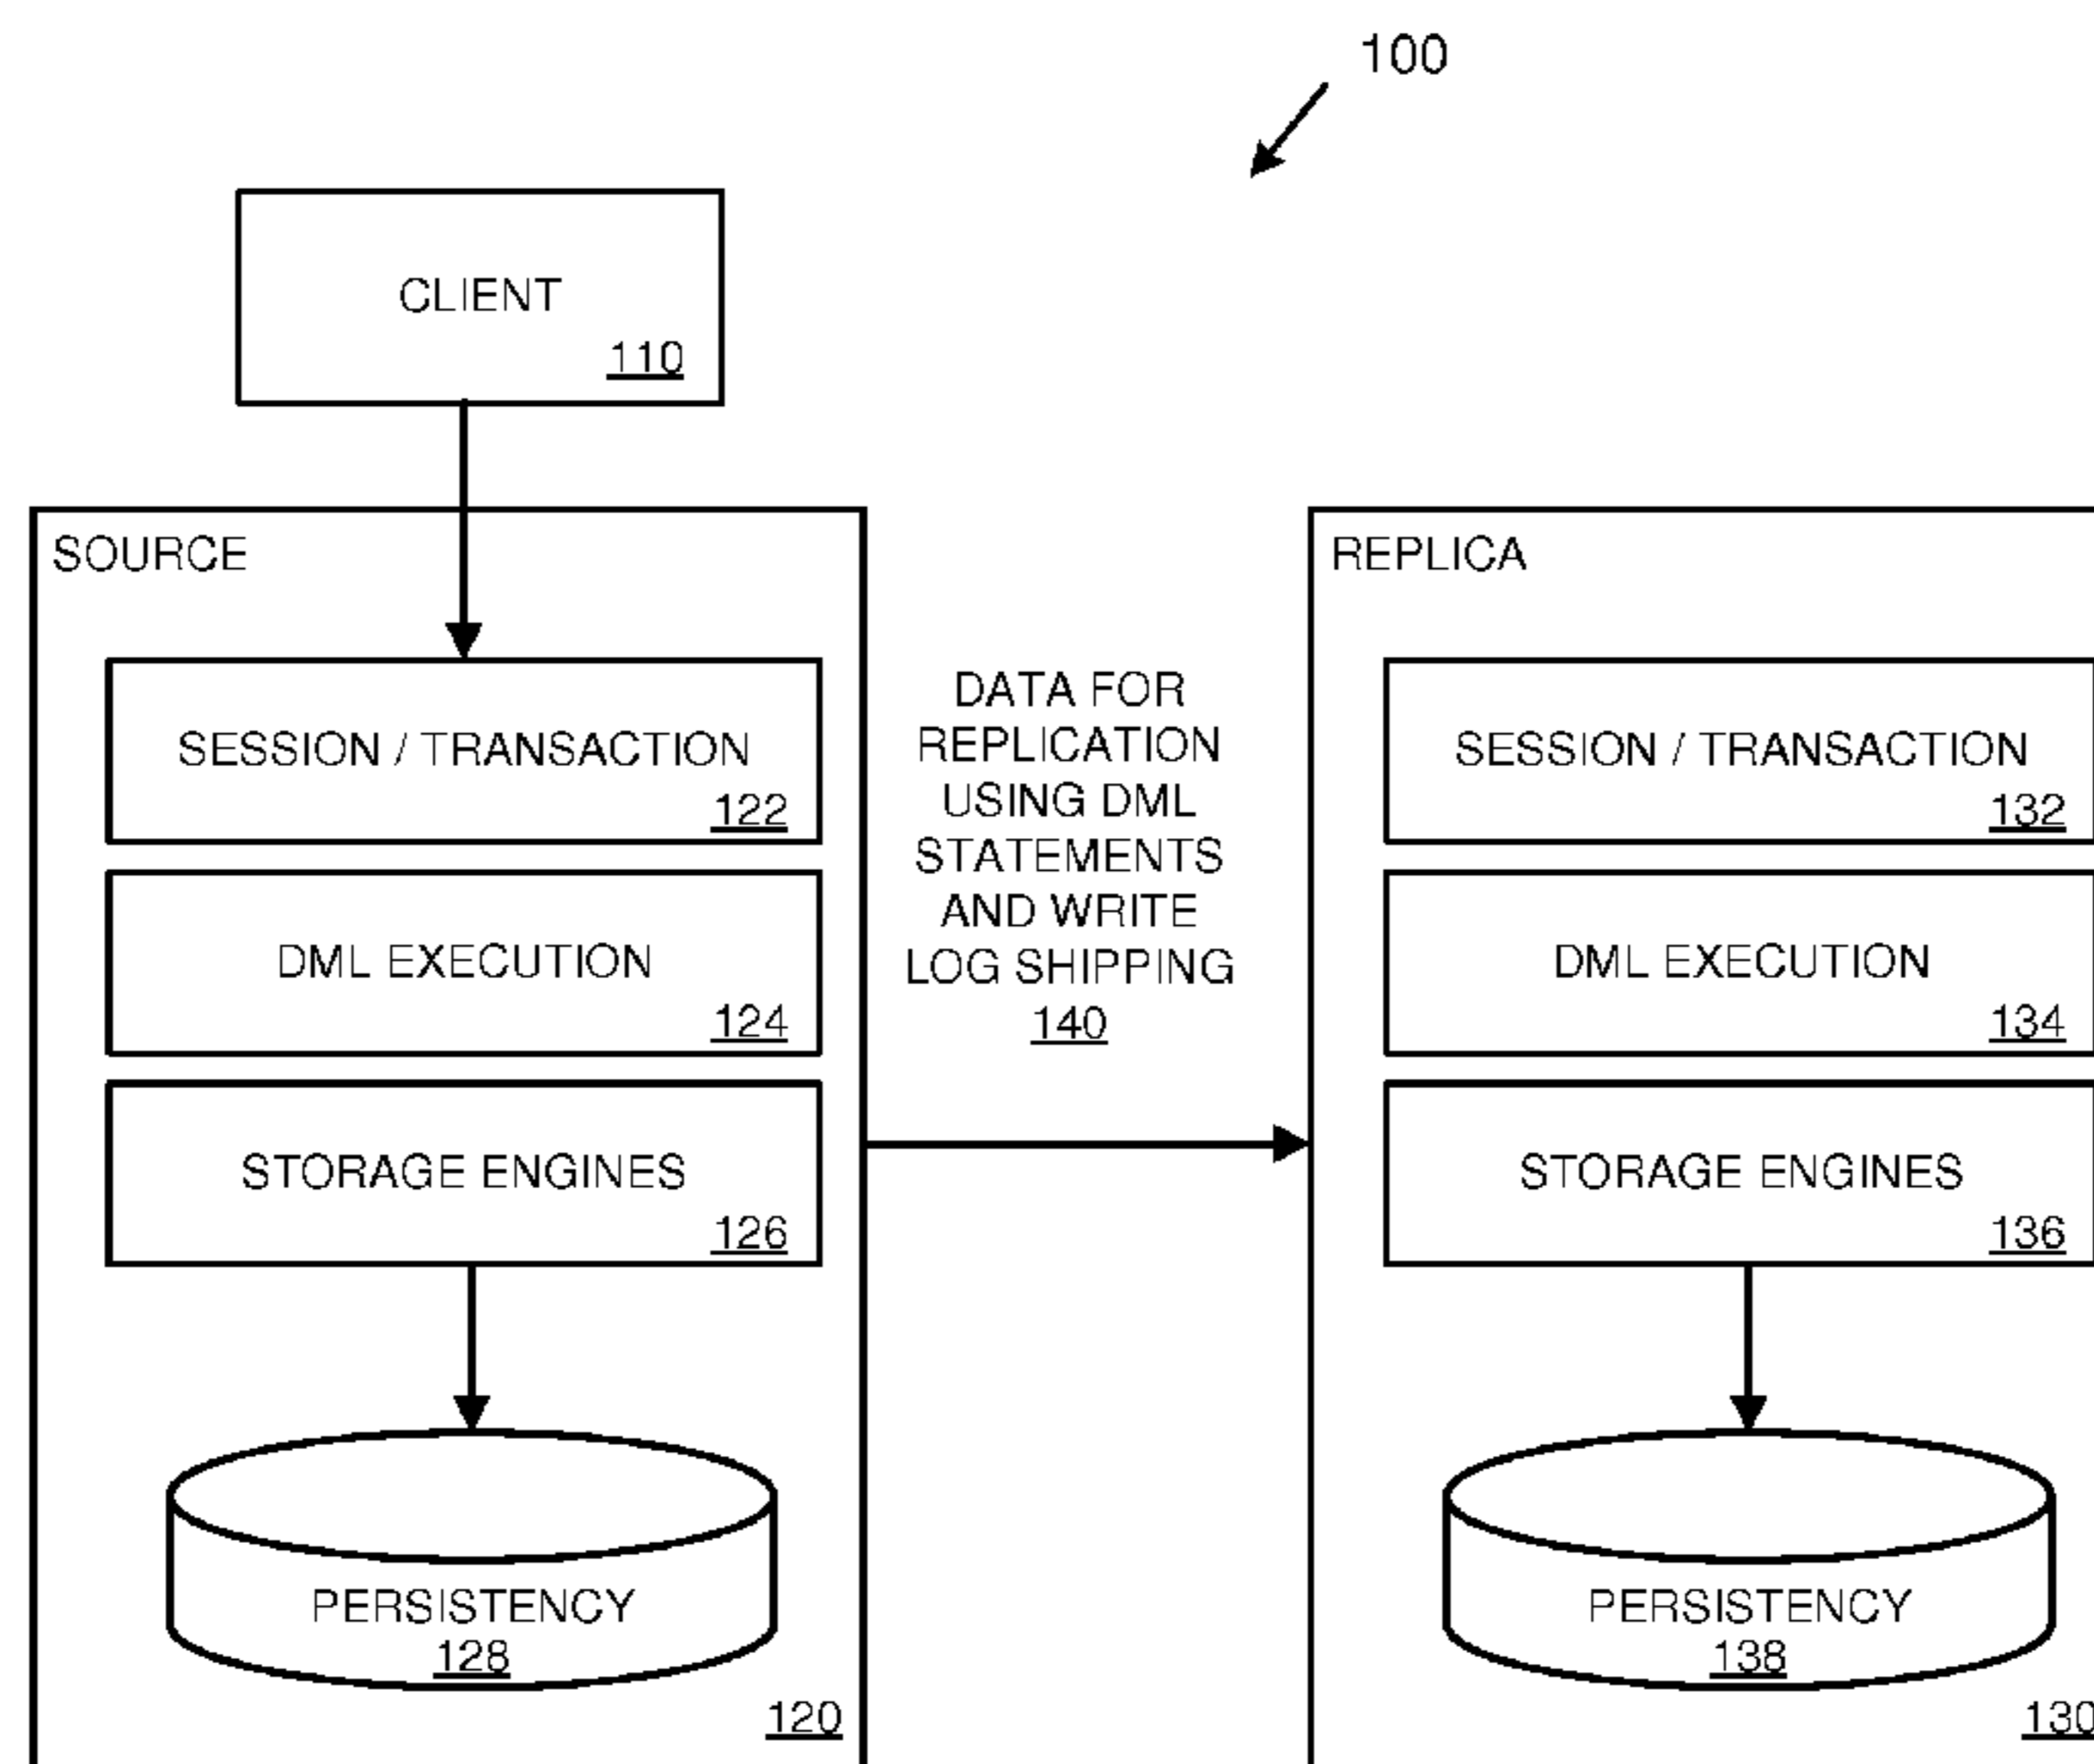 100
CLIENT
110
SOURCE
SESSION / TRANSACTION
122
DML EXECUTION
124
STORAGE ENGINES
126
PERSISTENCY
128
120
DATA FOR
REPLICATION
USING DML
STATEMENTS
AND WRITE
LOG SHIPPING
140
REPLICA
SESSION / TRANSACTION
132
DML EXECUTION
134
STORAGE ENGINES
136
PERSISTENCY
138
130